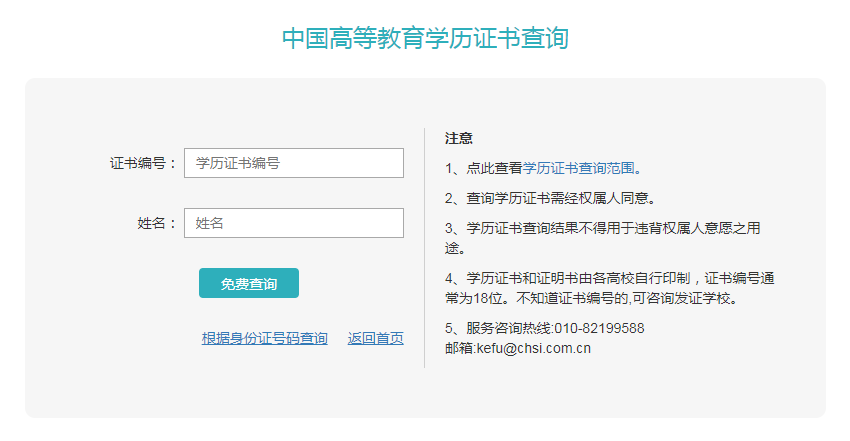 中国高等教育学历证书查询
证书编号： 学历证书编号
姓名： 姓名
免费查询
根据身份证号码查询 返回首页
注意
1、点此查看学历证书查询范围。
2、查询学历证书需经权属人同意。
3、学历证书查询结果不得用于违背权属人意愿之用
途。
4、学历证书和证明书由各高校自行印制，证书编号通
常为18位。不知道证书编号的,可咨询发证学校。
5、服务咨询热线:010-82199588
邮箱:kefu@chsi.com.cn